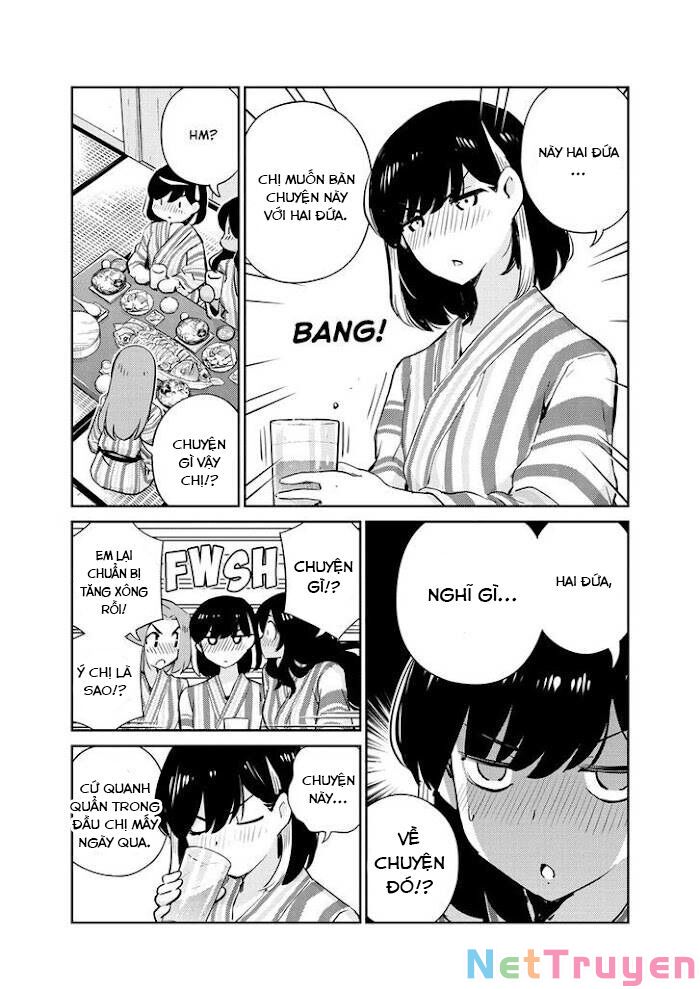 NÀY HAI ĐỨA
...
CHỊ MUỐN BÀN
CHUYỆN NÀY
VỚI HAI ĐỨA.
BANG!
HM?
CHUYỆN
GÌ VẬY
CHỊ!?
HAI ĐỨA,
NGHĨ GÌ...
VỀ
CHUYỆN
ĐÓ!?
CHUYỆN
GÌ!?
FWSH
EM LẠI
CHUẨN BỊ
TĂNG XÔNG
RỒI!
Ý CHỊ LÀ
SAO!?
CHUYỆN
NÀY...
CỨ QUANH
QUẨN TRONG
ĐẦU CHỊ MẤY
NGÀY QUA.
NetTruyen